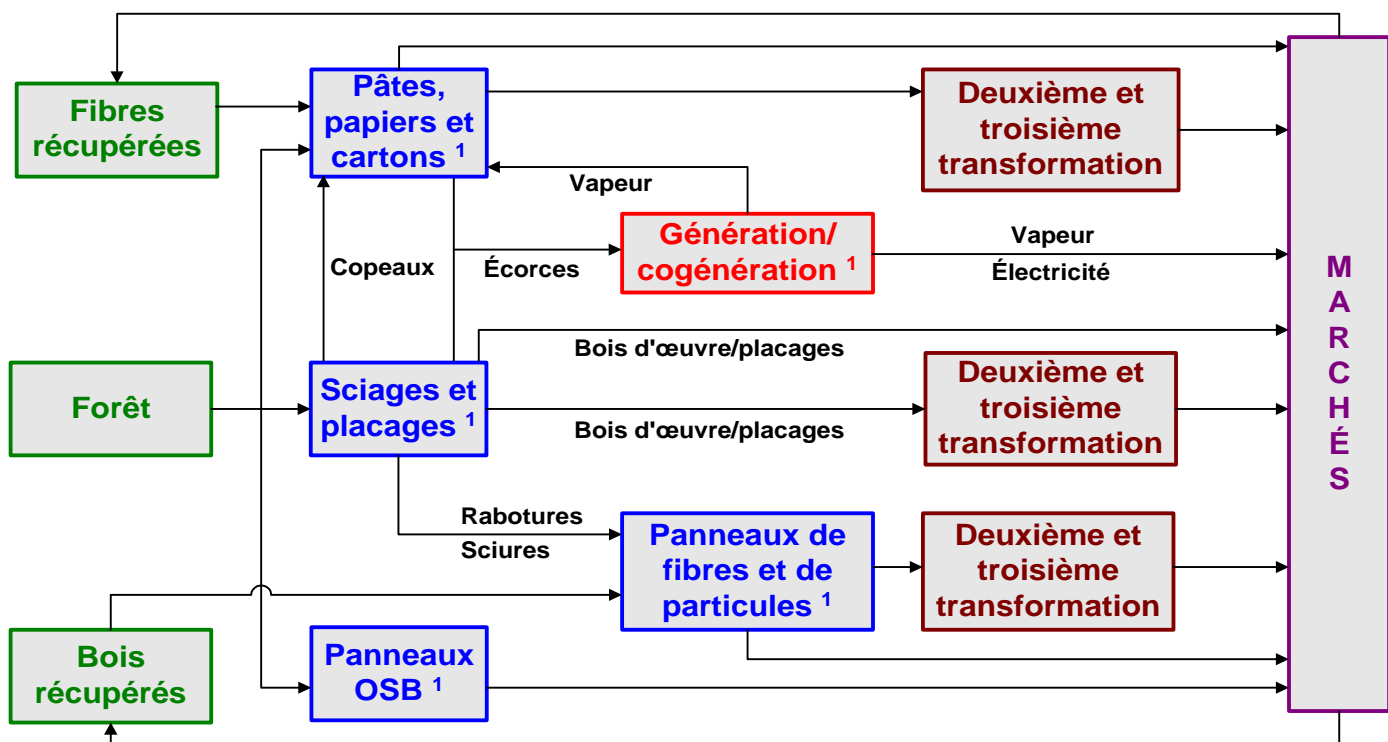 Fibres
récupérées
Pâtes,
papiers et
cartons ¹
Deuxième et
troisième
transformation
Vapeur
Génération/
cogénération ¹
Vapeur
Électricité
Copeaux
Écorces
Forêt
Sciages et
placages ¹
Bois d'œuvre/placages
Bois d'œuvre/placages
Deuxième et
troisième
transformation
Rabotures
Sciures
Panneaux de
fibres et de
particules ¹
Deuxième et
troisième
transformation
Bois
récupérés
Panneaux
OSB ¹
M
A
R
C
H
É
S